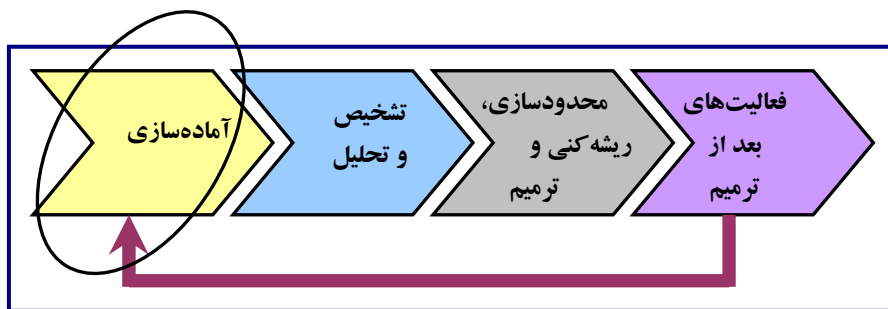 آماده‌سازی
تشخیص
و تحلیل
محدودسازی،
ریشه‌کنی و
ترمیم
فعالیت‌های
بعد از
ترمیم